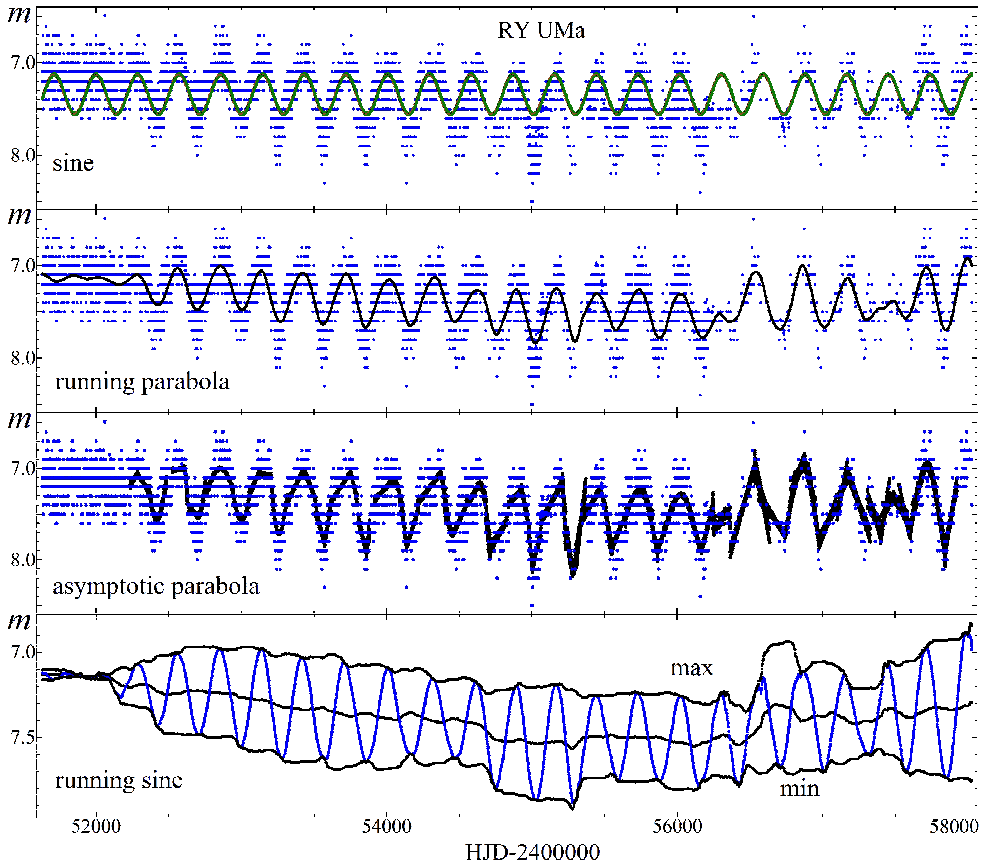 m
RY UMa
7.0
8.0
sine
m
7.0
8.0
running parabola
m
7.0
8.0
asymptotic parabola
m
7.0
max
7.5
running sine
min
52000 54000 56000 58000
HJD-2400000